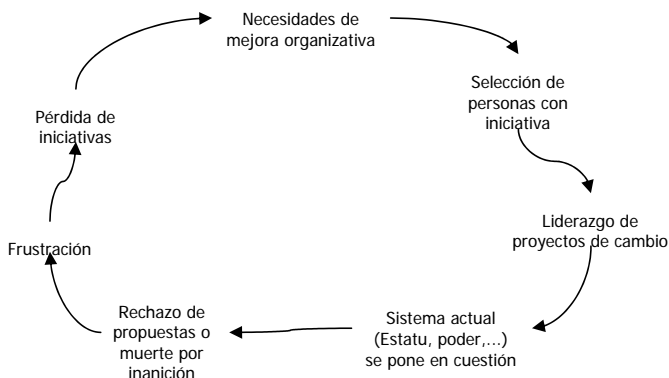 Necesidades de
mejora organizativa
Selección de
personas con
iniciativa
Liderazgo de
proyectos de cambio
Sistema actual
(Estatu, poder,...)
se pone en cuestión
Rechazo de
propuestas o
muerte por
inanición
Frustración
Pérdida de
iniciativas